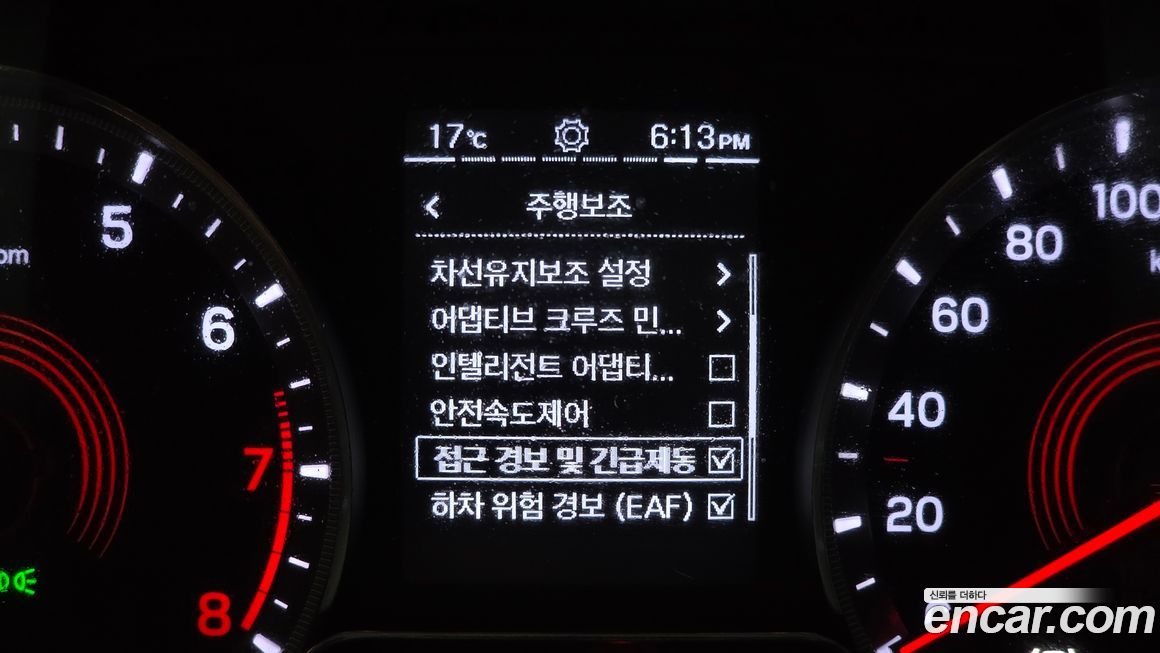 17℃ 6:13PM
주행보조
차선유지보조 설정
어댑티브 크루즈 민...
인텔리전트 어댑티...
안전속도제어
접근 경보 및 긴급제동
하차 위험 경보 (EAF)
5
6
7
8
100
80
60
40
20
신뢰를 더하다
encar.com